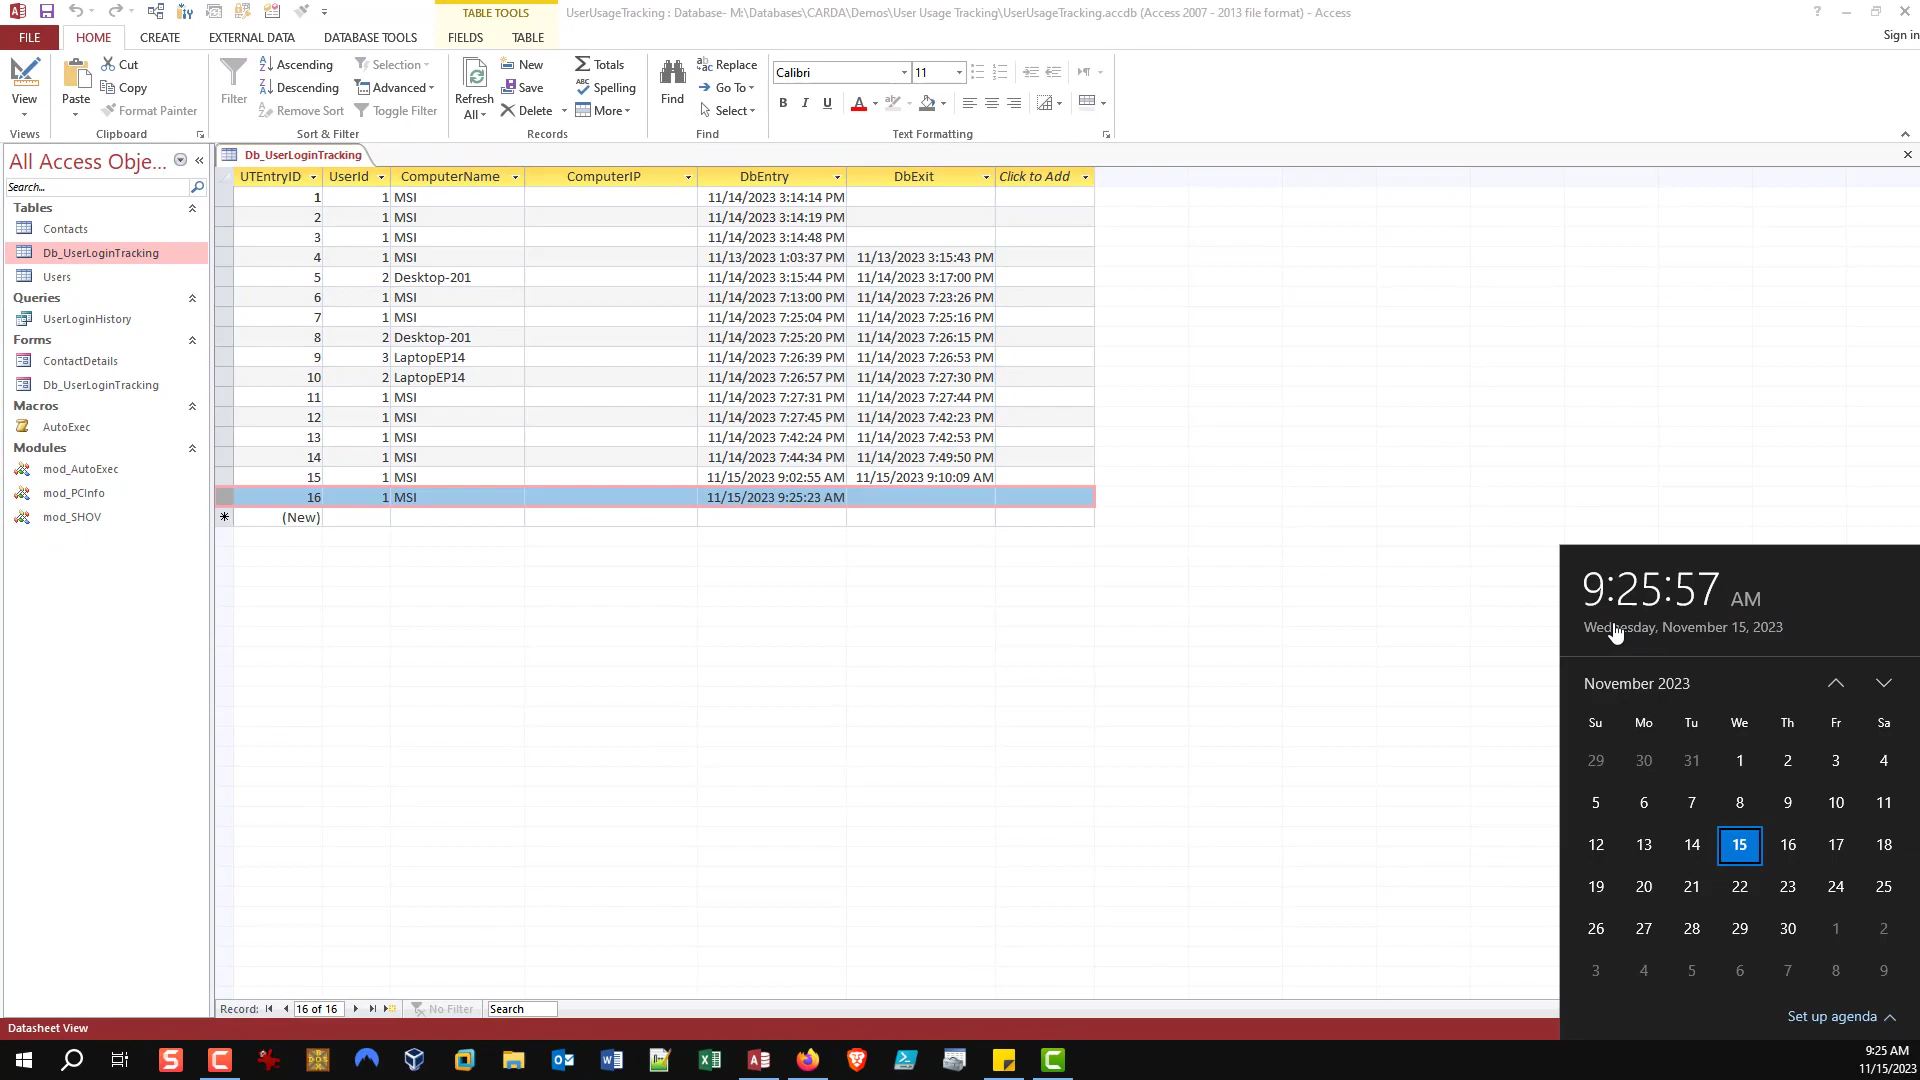 TABLE TOOLS
UserUsageTracking : Database- M:\Databases\CARDA\Demos\User Usage Tracking\UserUsageTracking.accdb (Access 2007 - 2013 file format) - Access
?
FILE HOME CREATE EXTERNAL DATA DATABASE TOOLS FIELDS TABLE
Sign in
View
Views
Paste
Cut
Copy
Format Painter
Clipboard
Filter
Ascending
Descending
Remove Sort
Selection
Advanced
Toggle Filter
Sort & Filter
Refresh
All
New
Save
Delete
Totals
Spelling
More
Records
Find
Replace
Go To
Select
Find
Calibri 11
B I U
Text Formatting
All Access Obje...
Search...
Tables
Contacts
Db_UserLoginTracking
Users
Queries
UserLoginHistory
Forms
ContactDetails
Db_UserLoginTracking
Macros
AutoExec
Modules
mod_AutoExec
mod_PCInfo
mod_SHOV
Db_UserLoginTracking
UTEntryID UserId ComputerName ComputerIP DbEntry DbExit Click to Add
1 1 MSI 11/14/2023 3:14:14 PM
2 1 MSI 11/14/2023 3:14:19 PM
3 1 MSI 11/14/2023 3:14:48 PM
4 1 MSI 11/13/2023 1:03:37 PM 11/13/2023 3:15:43 PM
5 2 Desktop-201 11/14/2023 3:15:44 PM 11/14/2023 3:17:00 PM
6 1 MSI 11/14/2023 7:13:00 PM 11/14/2023 7:23:26 PM
7 1 MSI 11/14/2023 7:25:04 PM 11/14/2023 7:25:16 PM
8 2 Desktop-201 11/14/2023 7:25:20 PM 11/14/2023 7:26:15 PM
9 3 LaptopEP14 11/14/2023 7:26:39 PM 11/14/2023 7:26:53 PM
10 2 LaptopEP14 11/14/2023 7:26:57 PM 11/14/2023 7:27:30 PM
11 1 MSI 11/14/2023 7:27:31 PM 11/14/2023 7:27:44 PM
12 1 MSI 11/14/2023 7:27:45 PM 11/14/2023 7:42:23 PM
13 1 MSI 11/14/2023 7:42:24 PM 11/14/2023 7:42:53 PM
14 1 MSI 11/14/2023 7:44:34 PM 11/14/2023 7:49:50 PM
15 1 MSI 11/15/2023 9:02:55 AM 11/15/2023 9:10:09 AM
16 1 MSI 11/15/2023 9:25:23 AM
* (New)
Record: 16 of 16 No Filter Search
Datasheet View
9:25:57 AM
Wednesday, November 15, 2023
November 2023
Su Mo Tu We Th Fr Sa
29 30 31 1 2 3 4
5 6 7 8 9 10 11
12 13 14 15 16 17 18
19 20 21 22 23 24 25
26 27 28 29 30 1 2
3 4 5 6 7 8 9
Set up agenda
9:25 AM
11/15/2023